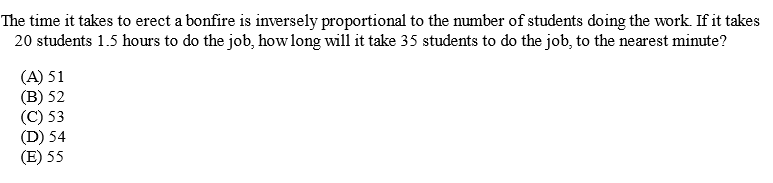 The time it takes to erect a bonfire is inversely proportional to the number of students doing the work. If it takes
20 students 1.5 hours to do the job, how long will it take 35 students to do the job, to the nearest minute?
(A) 51
(B) 52
(C) 53
(D) 54
(E) 55